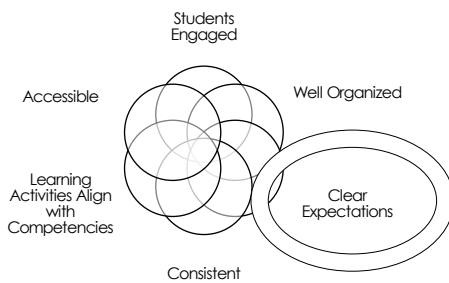 Students
Engaged
Accessible
Well Organized
Learning
Activities Align
with
Competencies
Clear
Expectations
Consistent